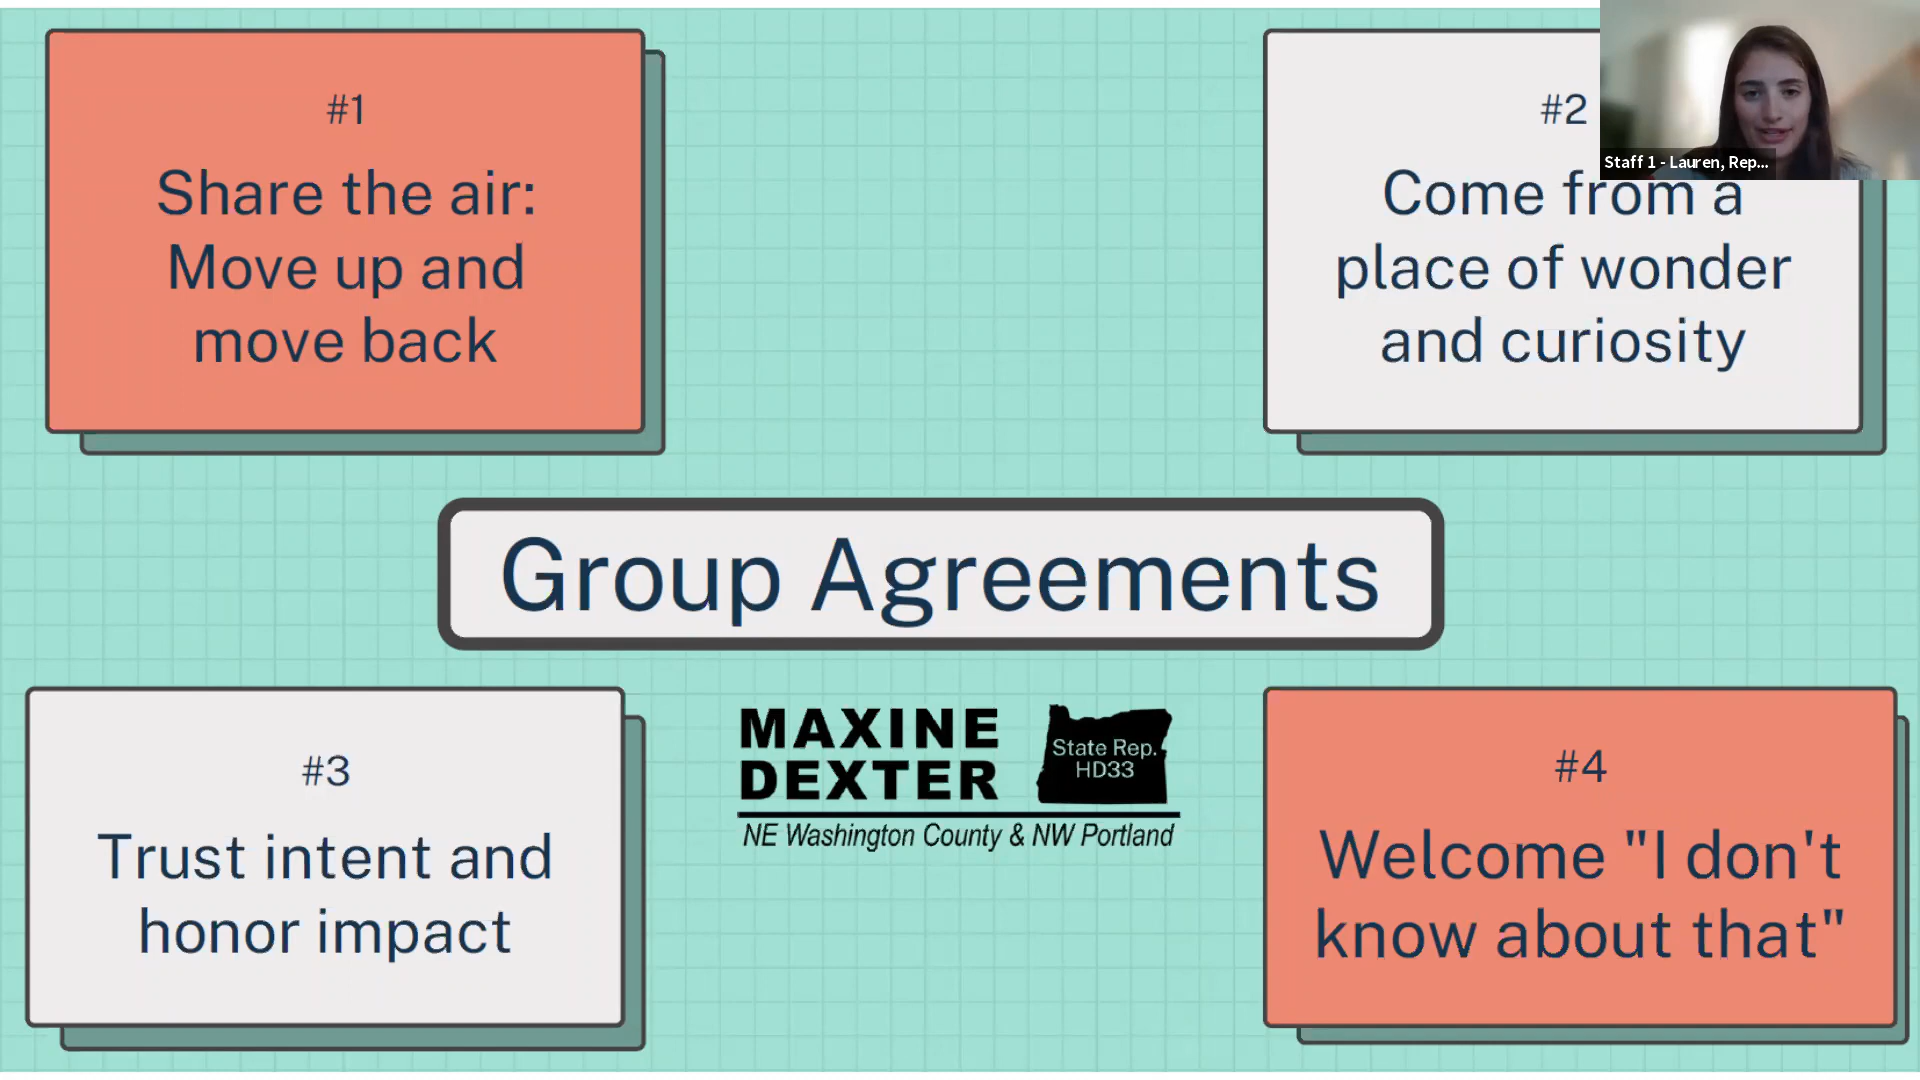 #1
Share the air:
Move up and
move back
#2
Come from a
place of wonder
and curiosity
Staff 1 - Lauren, Rep...
Group Agreements
#3
Trust intent and
honor impact
MAXINE
DEXTER
State Rep.
HD33
NE Washington County & NW Portland
#4
Welcome "I don't
know about that"